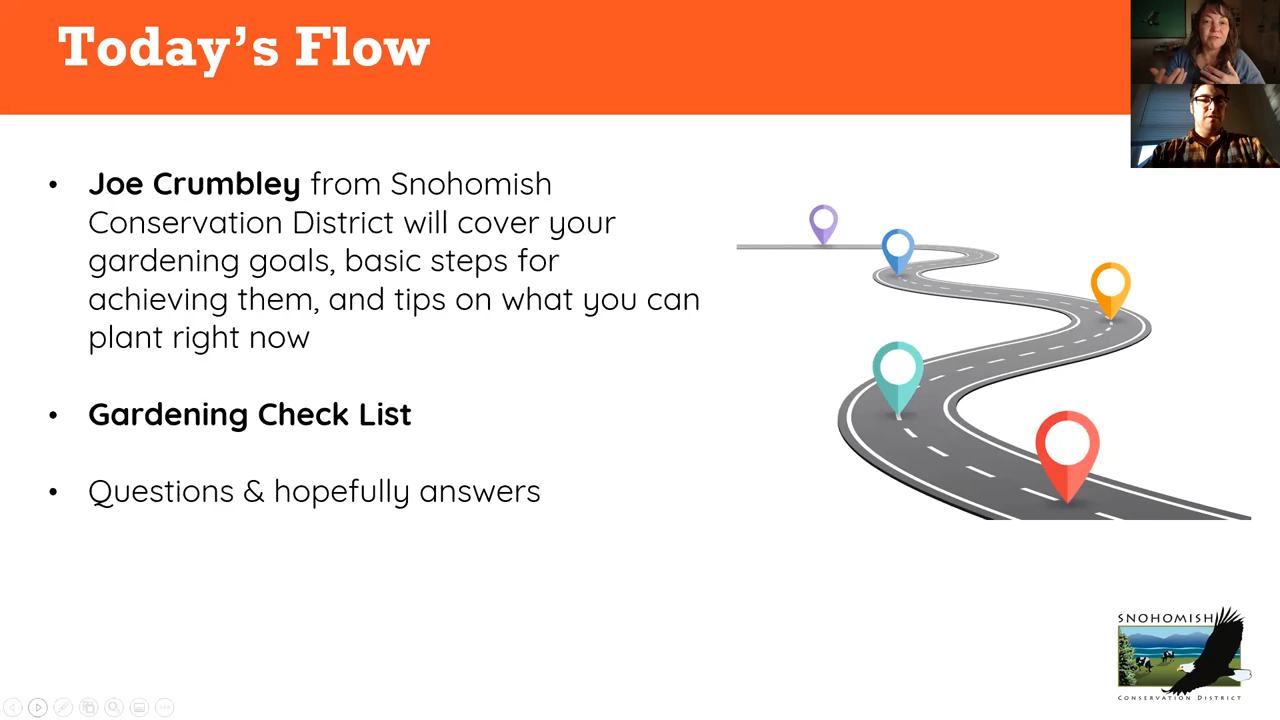 Today's Flow
• Joe Crumbley from Snohomish
Conservation District will cover your
gardening goals, basic steps for
achieving them, and tips on what you can
plant right now
• Gardening Check List
• Questions & hopefully answers
SNOHOMISH
CONSERVATION DISTRICT